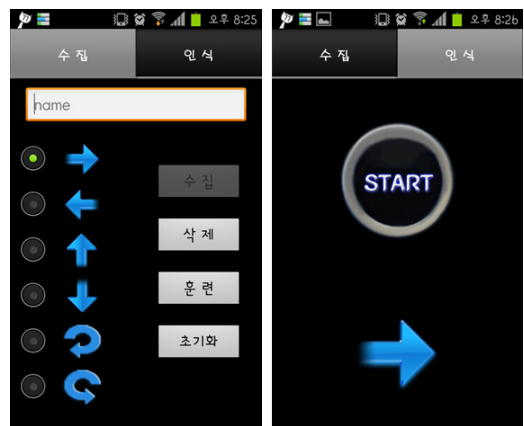 오후 8:25
수 집
인 식
name
수 집
삭 제
훈 련
초기화
오후 8:26
수 집
인 식
START